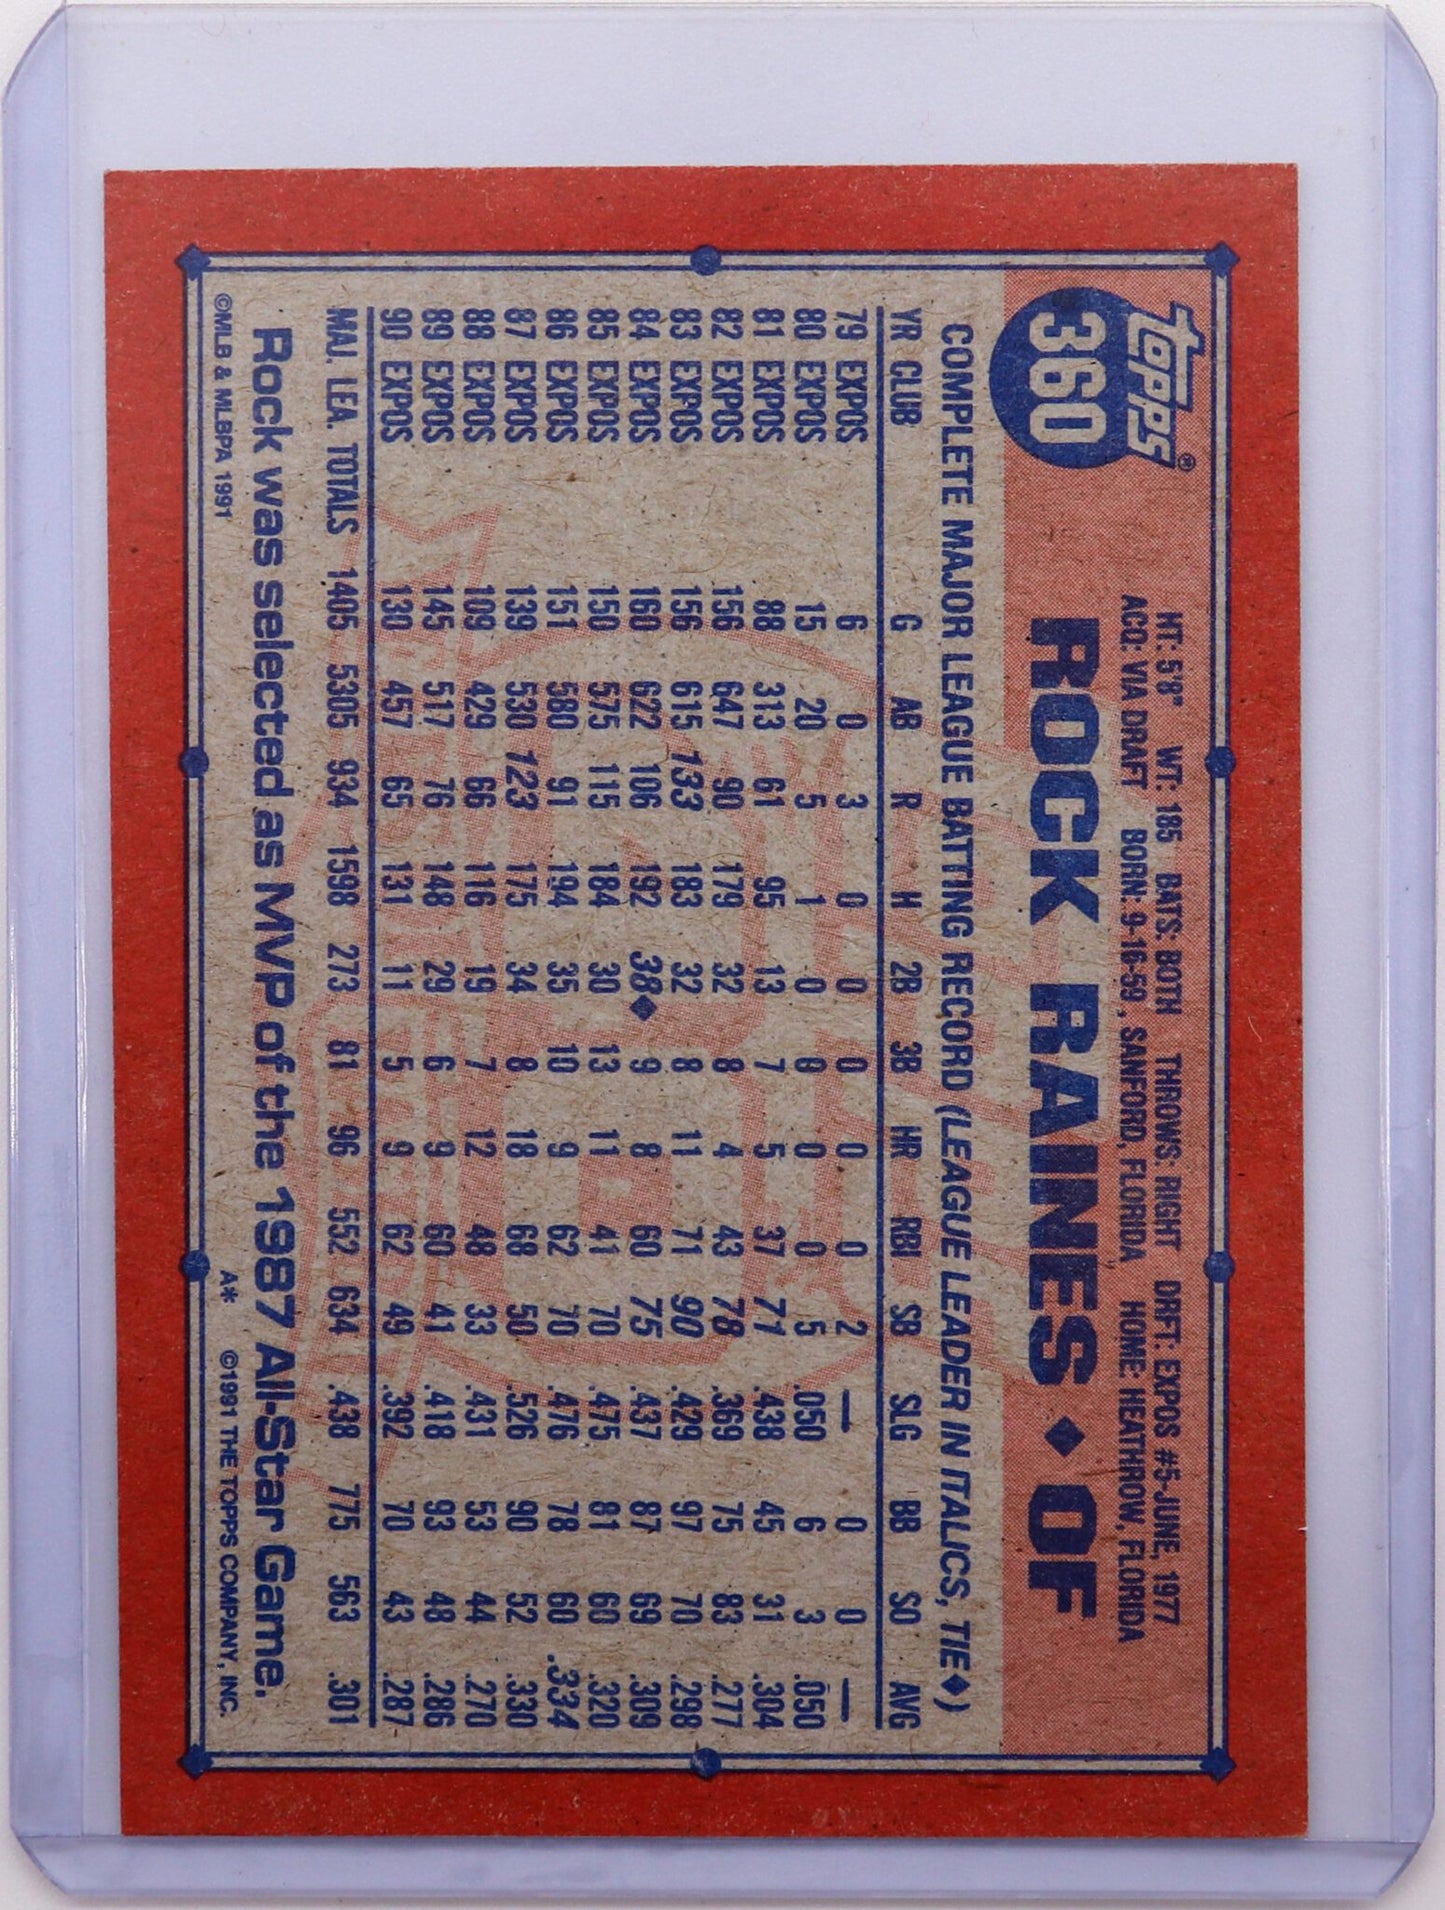 topps®
360
HT: 5'8" WT: 185 BATS: BOTH THROWS: RIGHT DRFT: EXPOS #5-JUNE, 1977
ACQ: VIA DRAFT BORN: 9-16-59, SANFORD, FLORIDA HOME: HEATHROW, FLORIDA
ROCK RAINES ◆ OF
COMPLETE MAJOR LEAGUE BATTING RECORD (LEAGUE LEADER IN ITALICS, TIE◆)
YR CLUB G AB R H 2B 3B HR RBI SB SLG BB SO AVG
79 EXPOS 6 0 3 0 0 0 0 0 2 — 0 0 —
80 EXPOS 15 20 5 1 0 0 0 0 5 .050 6 3 .050
81 EXPOS 88 313 61 95 13 7 5 37 77 .438 45 31 .304
82 EXPOS 156 647 90 179 32 8 4 43 78 .369 75 83 .277
83 EXPOS 156 615 133 183 32 8 11 71 90 .429 97 70 .298
84 EXPOS 160 622 106 192 38◆ 9 8 60 75 .437 87 69 .309
85 EXPOS 150 575 115 184 30 13 11 41 70 .475 81 60 .320
86 EXPOS 151 580 91 194 35 10 9 62 70 .476 78 60 .334
87 EXPOS 139 530 123 175 34 8 18 68 50 .526 90 52 .330
88 EXPOS 109 429 66 116 19 7 12 48 33 .431 53 44 .270
89 EXPOS 145 517 76 148 29 6 9 60 41 .418 93 48 .286
90 EXPOS 130 457 65 131 11 5 9 62 49 .392 70 43 .287
MAJ. LEA. TOTALS 1405 5305 934 1598 273 81 96 552 634 .438 775 563 .301
Rock was selected as MVP of the 1987 All-Star Game.
©MLB & MLBPA 1991 A* ©1991 THE TOPPS COMPANY, INC.